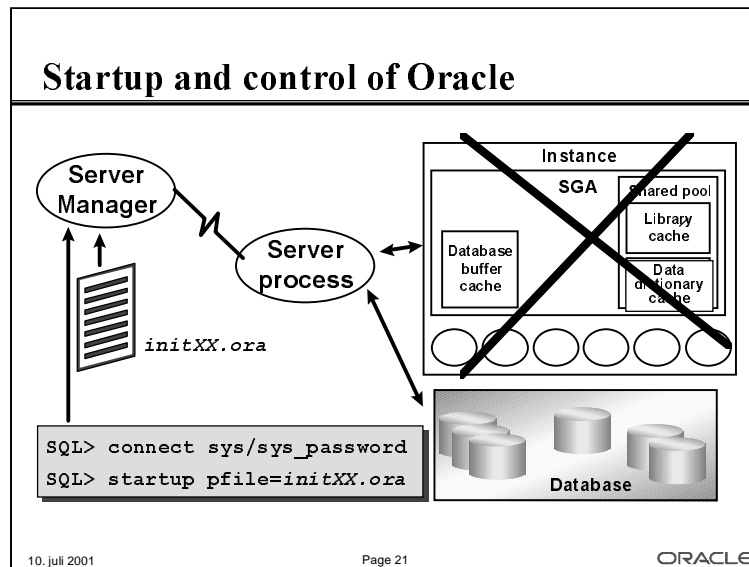 Startup and control of Oracle
Server
Manager
Server
process
initXX.ora
Instance
SGA
Shared pool
Library
cache
Database
buffer
cache
Data
dictionary
cache
SQL> connect sys/sys_password
SQL> startup pfile=initXX.ora
Database
10. juli 2001
Page 21
ORACLE